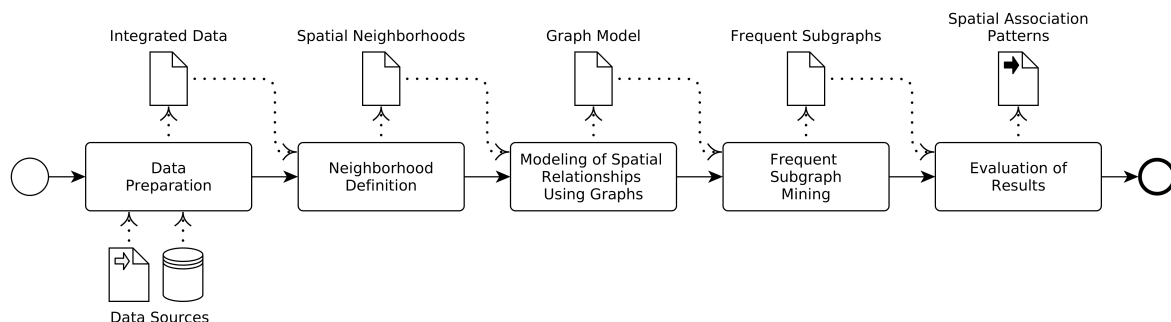 Integrated Data
Spatial Neighborhoods
Graph Model
Frequent Subgraphs
Spatial Association
Patterns
Data
Preparation
Neighborhood
Definition
Modeling of Spatial
Relationships
Using Graphs
Frequent
Subgraph
Mining
Evaluation of
Results
Data Sources